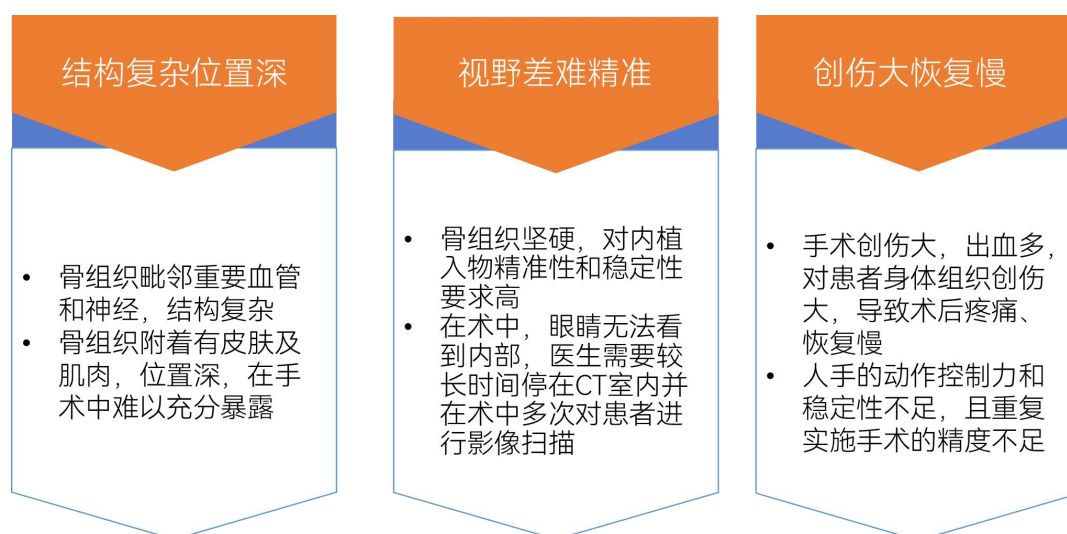 结构复杂位置深
• 骨组织毗邻重要血管
和神经，结构复杂
• 骨组织附着有皮肤及
肌肉，位置深，在手
术中难以充分暴露
视野差难精准
• 骨组织坚硬，对内植
入物精准性和稳定性
要求高
• 在术中，眼睛无法看
到内部，医生需要较
长时间停在CT室内并
在术中多次对患者进
行影像扫描
创伤大恢复慢
• 手术创伤大，出血多，
对患者身体组织创伤
大，导致术后疼痛、
恢复慢
• 人手的动作控制力和
稳定性不足，且重复
实施手术的精度不足